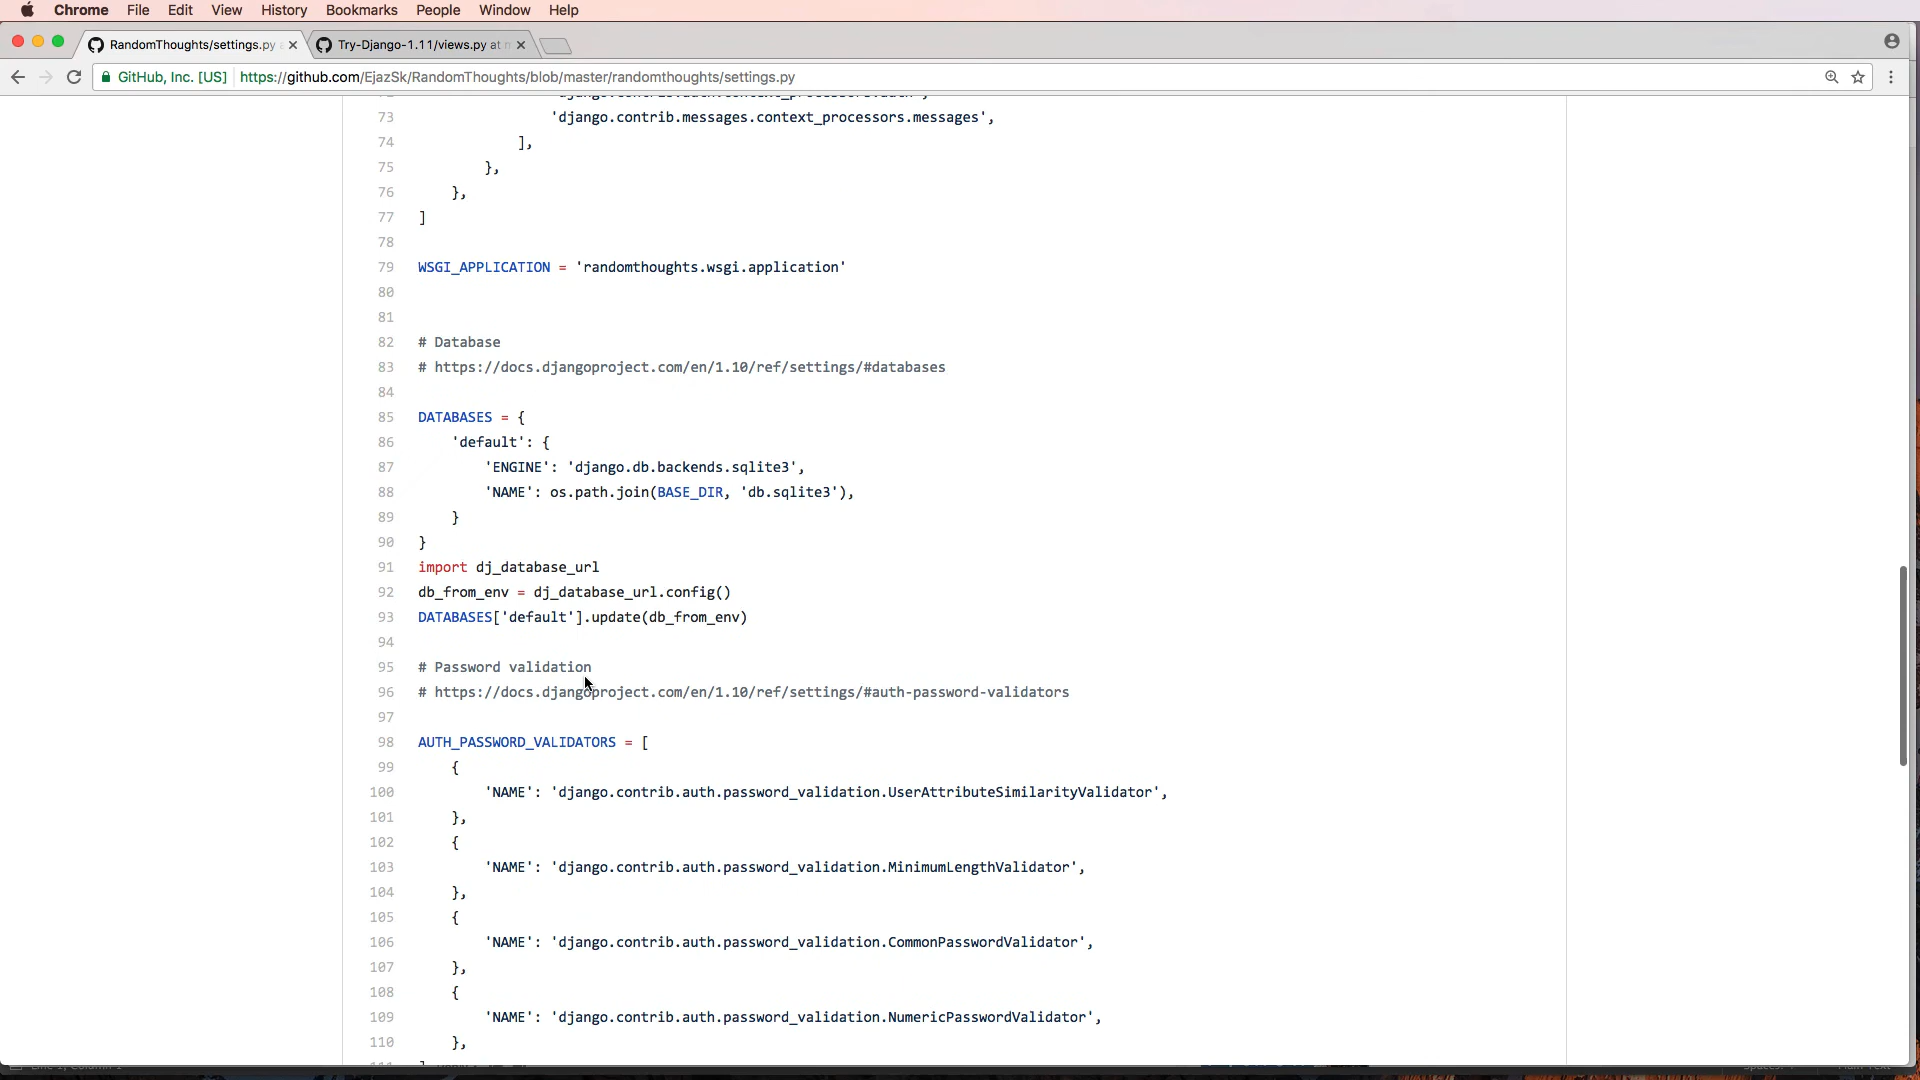 Chrome File Edit View History Bookmarks People Window Help
RandomThoughts/settings.py
Try-Django-1.11/views.py at
GitHub, Inc. [US] https://github.com/EjazSk/RandomThoughts/blob/master/randomthoughts/settings.py
73 'django.contrib.messages.context_processors.messages',
74 ],
75 },
76 },
77 ]
78
79 WSGI_APPLICATION = 'randomthoughts.wsgi.application'
80
81
82 # Database
83 # https://docs.djangoproject.com/en/1.10/ref/settings/#databases
84
85 DATABASES = {
86 'default': {
87 'ENGINE': 'django.db.backends.sqlite3',
88 'NAME': os.path.join(BASE_DIR, 'db.sqlite3'),
89 }
90 }
91 import dj_database_url
92 db_from_env = dj_database_url.config()
93 DATABASES['default'].update(db_from_env)
94
95 # Password validation
96 # https://docs.djangoproject.com/en/1.10/ref/settings/#auth-password-validators
97
98 AUTH_PASSWORD_VALIDATORS = [
99 {
100 'NAME': 'django.contrib.auth.password_validation.UserAttributeSimilarityValidator',
101 },
102 {
103 'NAME': 'django.contrib.auth.password_validation.MinimumLengthValidator',
104 },
105 {
106 'NAME': 'django.contrib.auth.password_validation.CommonPasswordValidator',
107 },
108 {
109 'NAME': 'django.contrib.auth.password_validation.NumericPasswordValidator',
110 },